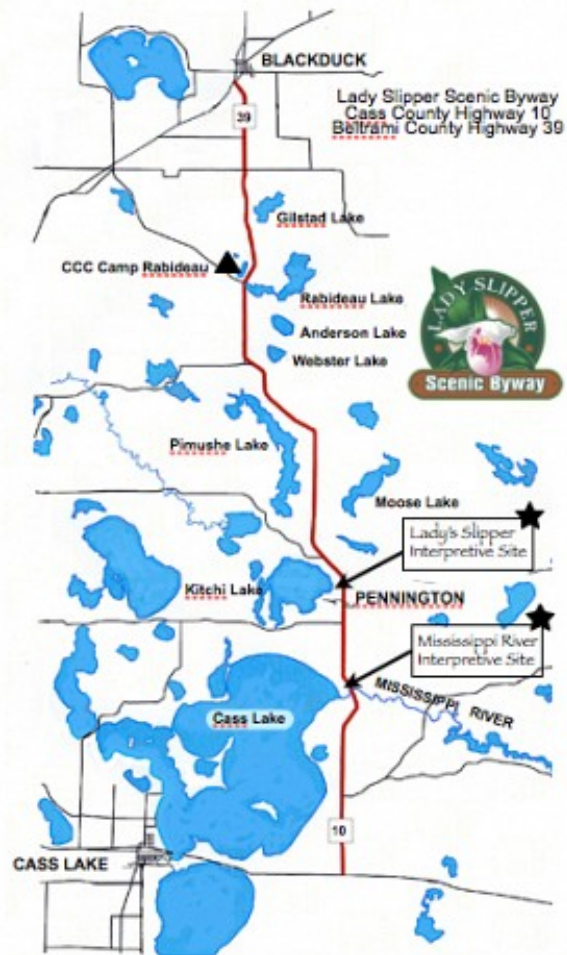 BLACKDUCK
Lady Slipper Scenic Byway
Cass County Highway 10
Beltrami County Highway 39
39
Gilstad Lake
CCC Camp Rabideau
Rabideau Lake
LADY SLIPPER
Scenic Byway
Anderson Lake
Webster Lake
Pimushe Lake
Moose Lake
Lady's Slipper
Interpretive Site
Kitchi Lake
PENNINGTON
Mississippi River
Interpretive Site
MISSISSIPPI RIVER
Cass Lake
10
CASS LAKE